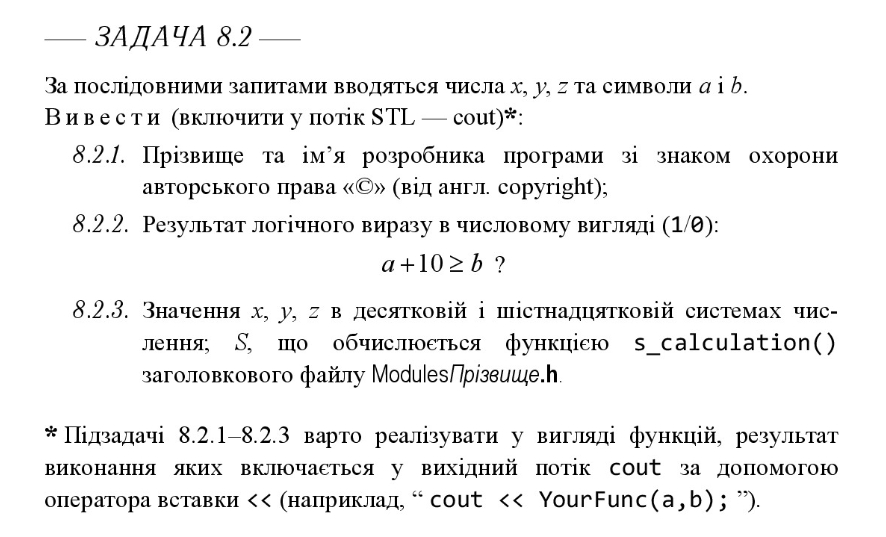 — ЗАДАЧА 8.2 —
За послідовними запитами вводяться числа x, y, z та символи a і b.
Вивести (включити у потік STL — cout)*:
8.2.1. Прізвище та ім’я розробника програми зі знаком охорони
авторського права «©» (від англ. copyright);
8.2.2. Результат логічного виразу в числовому вигляді (1/0):
a+10 ≥ b ?
8.2.3. Значення x, y, z в десятковій і шістнадцятковій системах чис-
лення; S, що обчислюється функцією s_calculation()
заголовкового файлу ModulesПрізвище.h.
* Підзадачі 8.2.1–8.2.3 варто реалізувати у вигляді функцій, результат
виконання яких включається у вихідний потік cout за допомогою
оператора вставки << (наприклад, “ cout << YourFunc(a,b); ”).